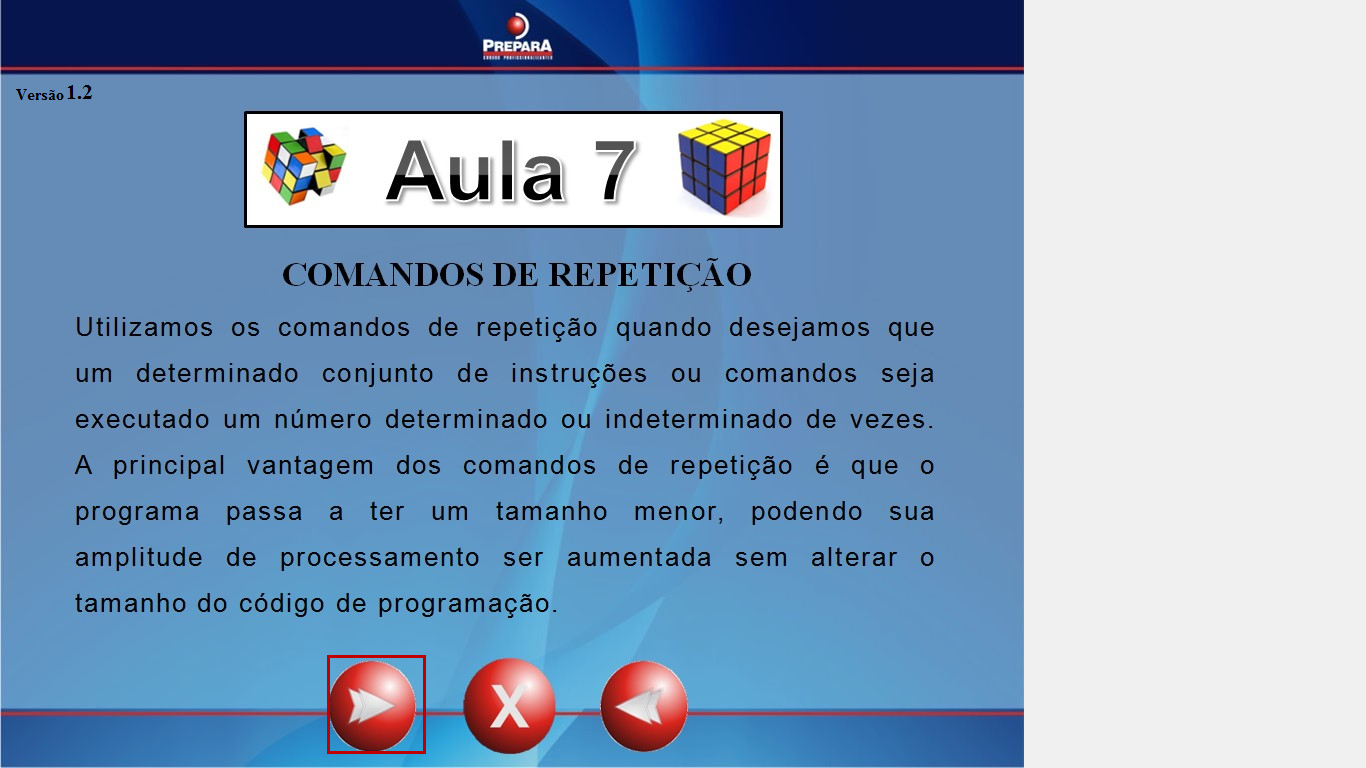 PREPARA
CURSOS PROFISSIONALIZANTES
Versão 1.2
Aula 7
COMANDOS DE REPETIÇÃO
Utilizamos os comandos de repetição quando desejamos que
um determinado conjunto de instruções ou comandos seja
executado um número determinado ou indeterminado de vezes.
A principal vantagem dos comandos de repetição é que o
programa passa a ter um tamanho menor, podendo sua
amplitude de processamento ser aumentada sem alterar o
tamanho do código de programação.
X